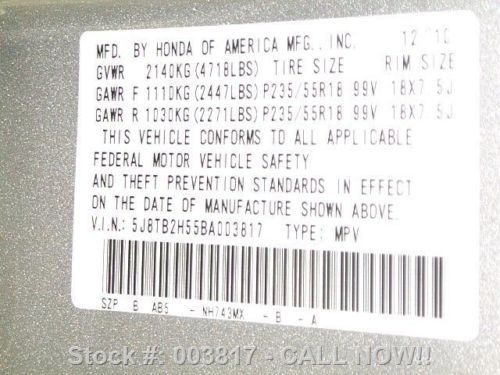 MFD. BY HONDA OF AMERICA MFG., INC. 12/10
GVWR 2140KG(4718LBS) TIRE SIZE RIM SIZE
GAWR F 1110KG(2447LBS)P235/55R18 99V 18X7.5J
GAWR R 1030KG(2271LBS)P235/55R18 99V 18X7.5J
THIS VEHICLE CONFORMS TO ALL APPLICABLE
FEDERAL MOTOR VEHICLE SAFETY
AND THEFT PREVENTION STANDARDS IN EFFECT
ON THE DATE OF MANUFACTURE SHOWN ABOVE.
V.I.N.: 5J8TB2H55BA003817 TYPE: MPV
SZP B AB5 - NH743MX - B - A
Stock #: 003817 - CALL NOW!!